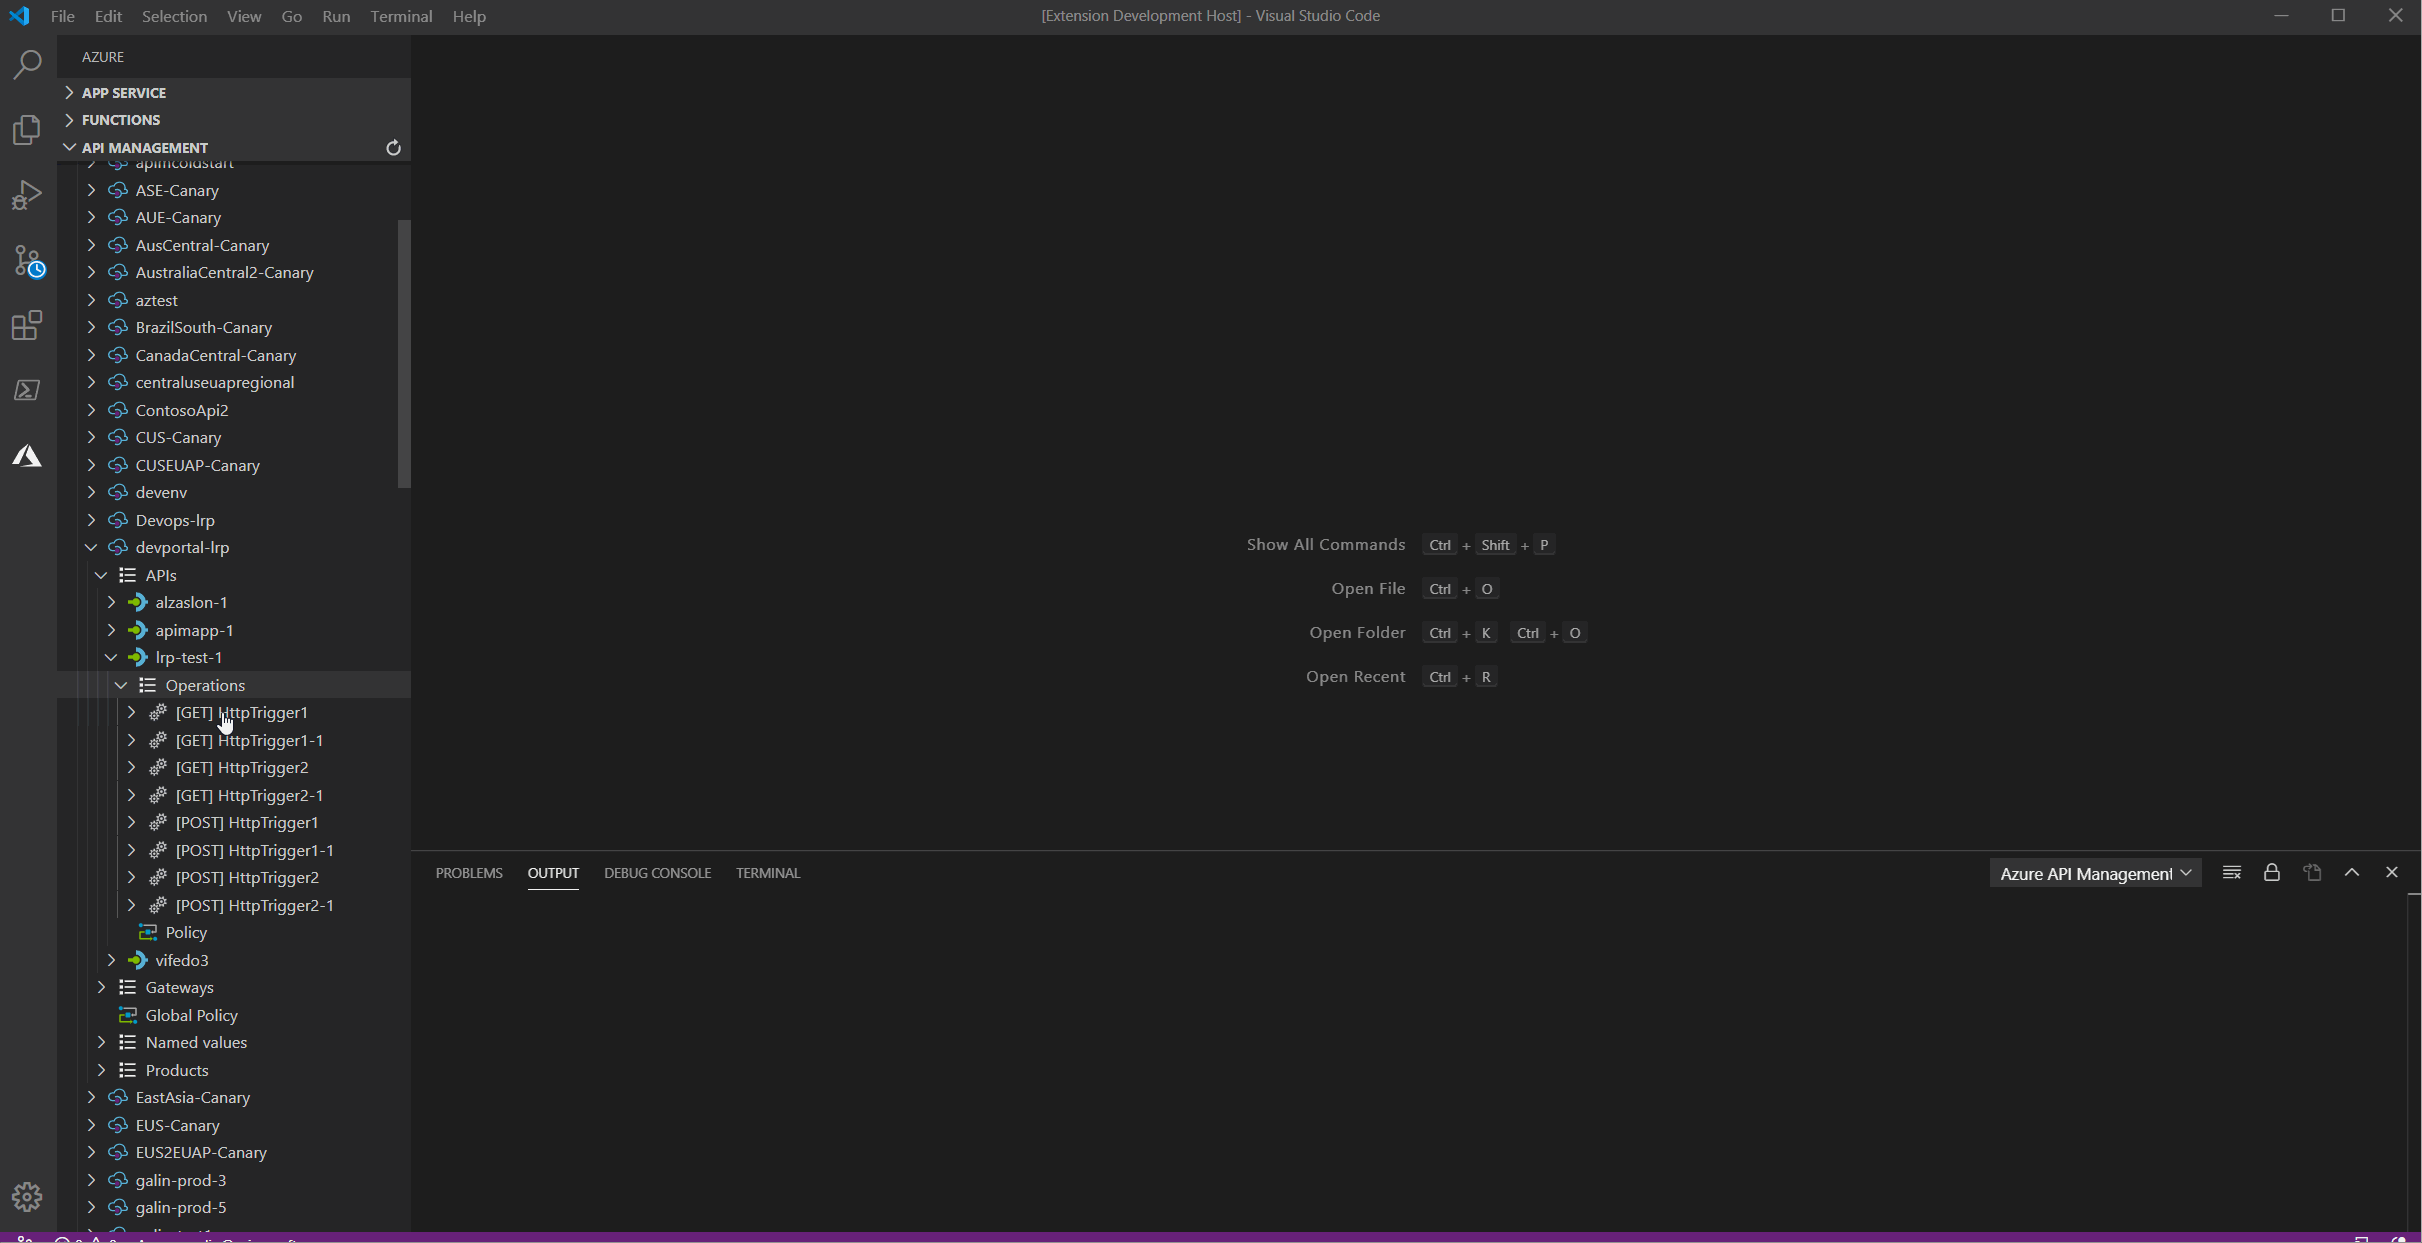 File Edit Selection View Go Run Terminal Help
[Extension Development Host] - Visual Studio Code
AZURE
APP SERVICE
FUNCTIONS
API MANAGEMENT
apimcoldstart
ASE-Canary
AUE-Canary
AusCentral-Canary
AustraliaCentral2-Canary
aztest
BrazilSouth-Canary
CanadaCentral-Canary
centraluseuapregional
ContosoApi2
CUS-Canary
CUSEUAP-Canary
devenv
Devops-lrp
devportal-lrp
APIs
alzaslon-1
apimapp-1
lrp-test-1
Operations
[GET] HttpTrigger1
[GET] HttpTrigger1-1
[GET] HttpTrigger2
[GET] HttpTrigger2-1
[POST] HttpTrigger1
[POST] HttpTrigger1-1
[POST] HttpTrigger2
[POST] HttpTrigger2-1
Policy
vifedo3
Gateways
Global Policy
Named values
Products
EastAsia-Canary
EUS-Canary
EUS2EUAP-Canary
galin-prod-3
galin-prod-5
Show All Commands Ctrl + Shift + P
Open File Ctrl + O
Open Folder Ctrl + K Ctrl + O
Open Recent Ctrl + R
PROBLEMS OUTPUT DEBUG CONSOLE TERMINAL
Azure API Management